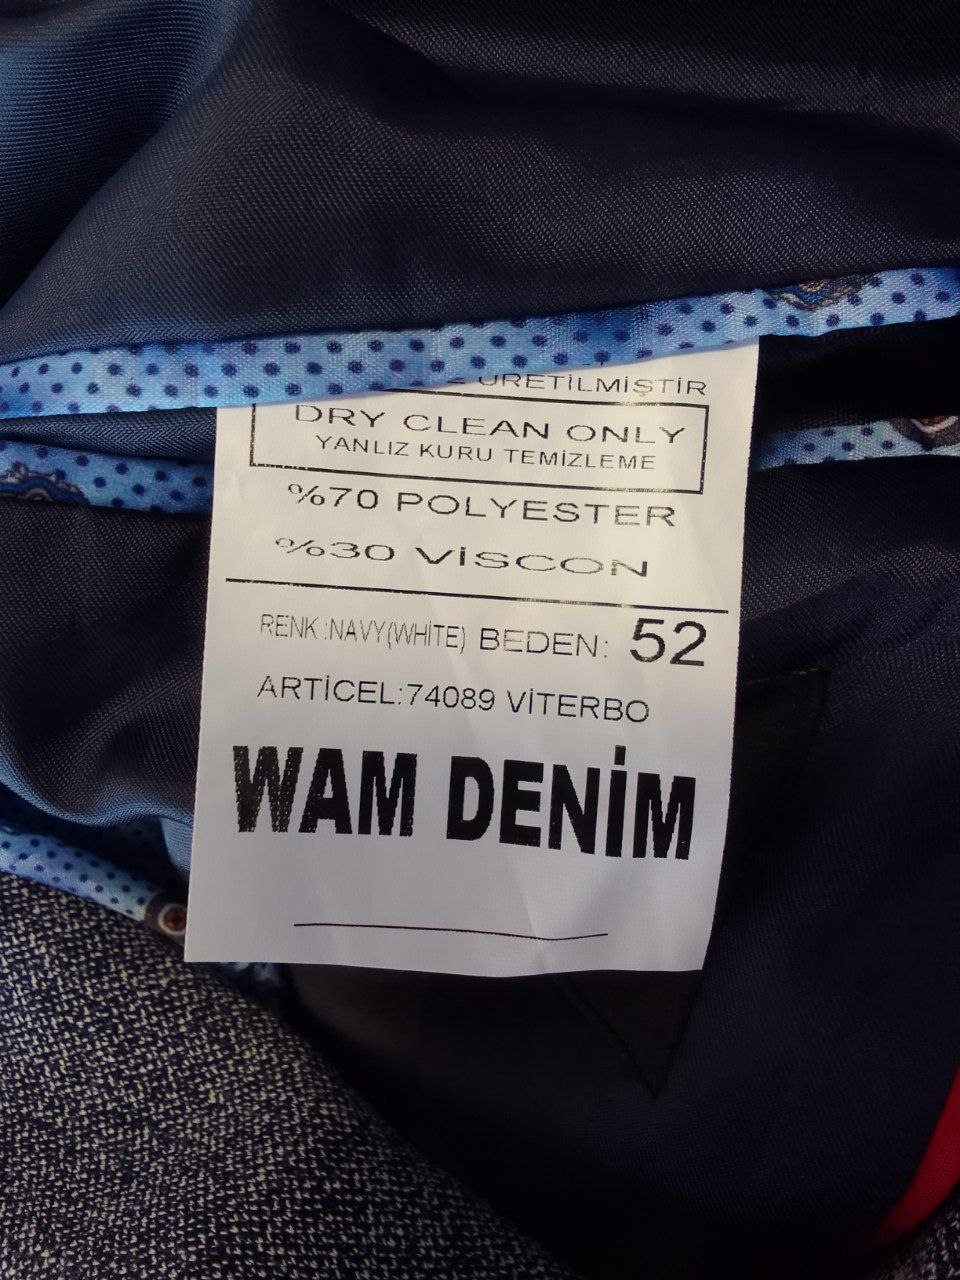 ÜRETİLMİŞTİR
DRY CLEAN ONLY
YANLIZ KURU TEMİZLEME
%70 POLYESTER
%30 VİSCON
RENK :NAVY(WHİTE) BEDEN: 52
ARTİCEL:74089 VİTERBO
WAM DENİM